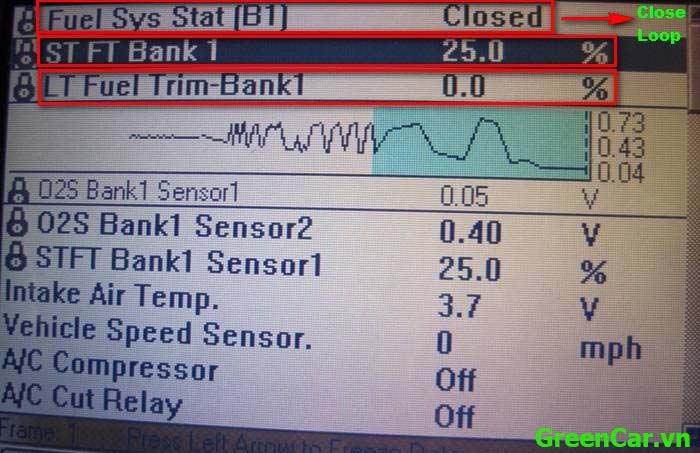 Fuel Sys Stat (B1) Closed
Close Loop
ST FT Bank 1 25.0 %
LT Fuel Trim-Bank1 0.0 %
0.73
0.43
0.04
O2S Bank1 Sensor1 0.05 V
O2S Bank1 Sensor2 0.40 V
STFT Bank1 Sensor1 25.0 %
Intake Air Temp. 3.7 V
Vehicle Speed Sensor. 0 mph
A/C Compressor Off
A/C Cut Relay Off
Frame 1 Press Left Arrow to Freeze
GreenCar.vn